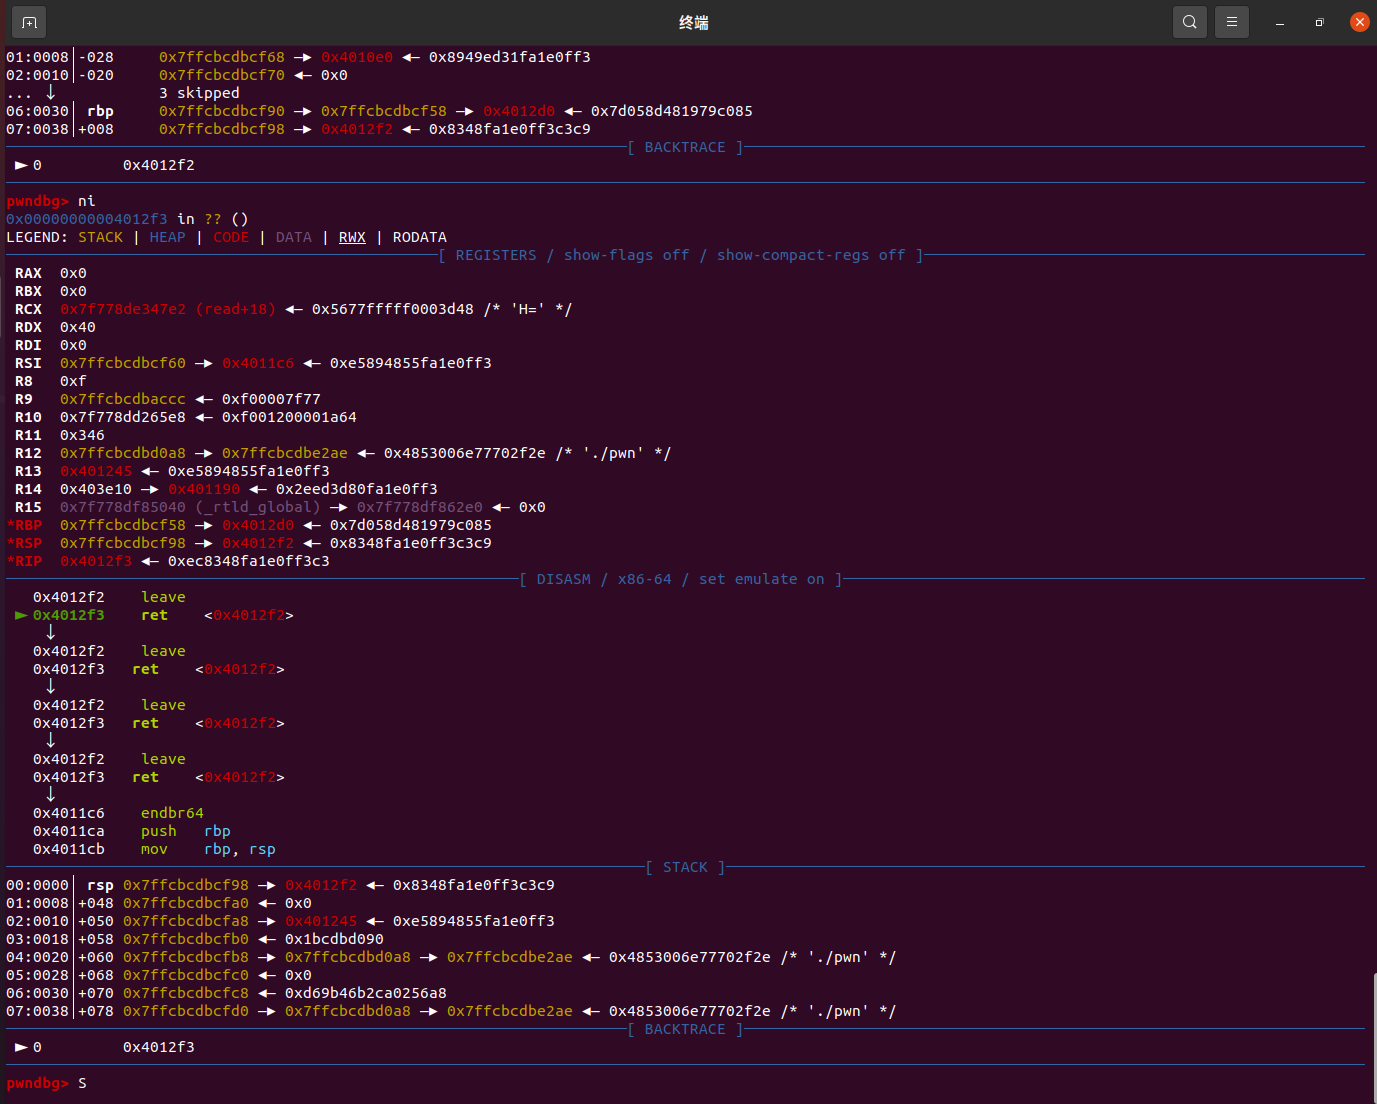 终端
01:0008│-028     0x7ffcbcdbcf68 —▸ 0x4010e0 ◂— 0x8949ed31fa1e0ff3
02:0010│-020     0x7ffcbcdbcf70 ◂— 0x0
... ↓            3 skipped
06:0030│ rbp     0x7ffcbcdbcf90 —▸ 0x7ffcbcdbcf58 —▸ 0x4012d0 ◂— 0x7d058d481979c085
07:0038│+008     0x7ffcbcdbcf98 —▸ 0x4012f2 ◂— 0x8348fa1e0ff3c3c9
[ BACKTRACE ]
► 0         0x4012f2
pwndbg> ni
0x00000000004012f3 in ?? ()
LEGEND: STACK | HEAP | CODE | DATA | RWX | RODATA
[ REGISTERS / show-flags off / show-compact-regs off ]
RAX  0x0
RBX  0x0
RCX  0x7f778de347e2 (read+18) ◂— 0x5677fffff0003d48 /* 'H=' */
RDX  0x40
RDI  0x0
RSI  0x7ffcbcdbcf60 —▸ 0x4011c6 ◂— 0xe5894855fa1e0ff3
R8   0xf
R9   0x7ffcbcdbaccc ◂— 0xf00007f77
R10  0x7f778dd265e8 ◂— 0xf001200001a64
R11  0x346
R12  0x7ffcbcdbd0a8 —▸ 0x7ffcbcdbe2ae ◂— 0x4853006e77702f2e /* './pwn' */
R13  0x401245 ◂— 0xe5894855fa1e0ff3
R14  0x403e10 —▸ 0x401190 ◂— 0x2eed3d80fa1e0ff3
R15  0x7f778df85040 (_rtld_global) —▸ 0x7f778df862e0 ◂— 0x0
*RBP  0x7ffcbcdbcf58 —▸ 0x4012d0 ◂— 0x7d058d481979c085
*RSP  0x7ffcbcdbcf98 —▸ 0x4012f2 ◂— 0x8348fa1e0ff3c3c9
*RIP  0x4012f3 ◂— 0xec8348fa1e0ff3c3
[ DISASM / x86-64 / set emulate on ]
0x4012f2    leave
► 0x4012f3    ret    <0x4012f2>
↓
0x4012f2    leave
0x4012f3   ret    <0x4012f2>
↓
0x4012f2    leave
0x4012f3   ret    <0x4012f2>
↓
0x4012f2    leave
0x4012f3   ret    <0x4012f2>
↓
0x4011c6    endbr64
0x4011ca    push   rbp
0x4011cb    mov    rbp, rsp
[ STACK ]
00:0000│ rsp 0x7ffcbcdbcf98 —▸ 0x4012f2 ◂— 0x8348fa1e0ff3c3c9
01:0008│+048 0x7ffcbcdbcfa0 ◂— 0x0
02:0010│+050 0x7ffcbcdbcfa8 —▸ 0x401245 ◂— 0xe5894855fa1e0ff3
03:0018│+058 0x7ffcbcdbcfb0 ◂— 0x1bcdbd090
04:0020│+060 0x7ffcbcdbcfb8 —▸ 0x7ffcbcdbd0a8 —▸ 0x7ffcbcdbe2ae ◂— 0x4853006e77702f2e /* './pwn' */
05:0028│+068 0x7ffcbcdbcfc0 ◂— 0x0
06:0030│+070 0x7ffcbcdbcfc8 ◂— 0xd69b46b2ca0256a8
07:0038│+078 0x7ffcbcdbcfd0 —▸ 0x7ffcbcdbd0a8 —▸ 0x7ffcbcdbe2ae ◂— 0x4853006e77702f2e /* './pwn' */
[ BACKTRACE ]
► 0         0x4012f3
pwndbg> S